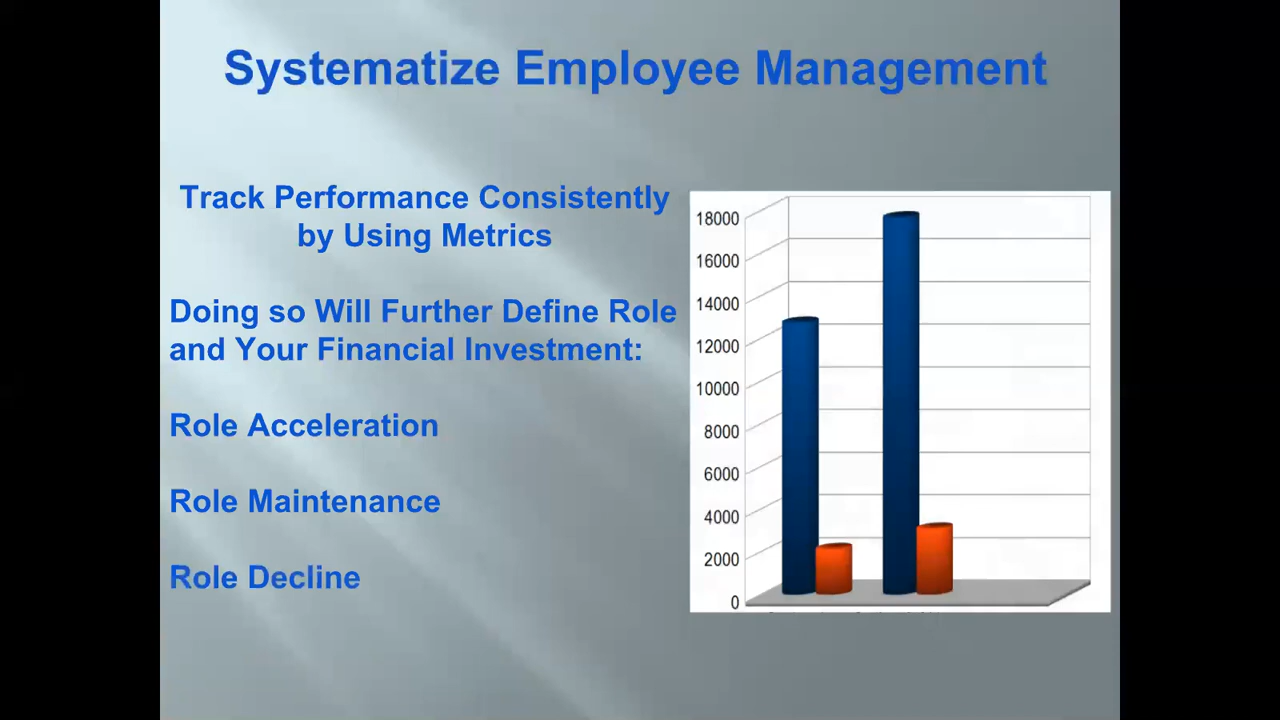 Systematize Employee Management
Track Performance Consistently
by Using Metrics
Doing so Will Further Define Role
and Your Financial Investment:
Role Acceleration
Role Maintenance
Role Decline
18000
16000
14000
12000
10000
8000
6000
4000
2000
0